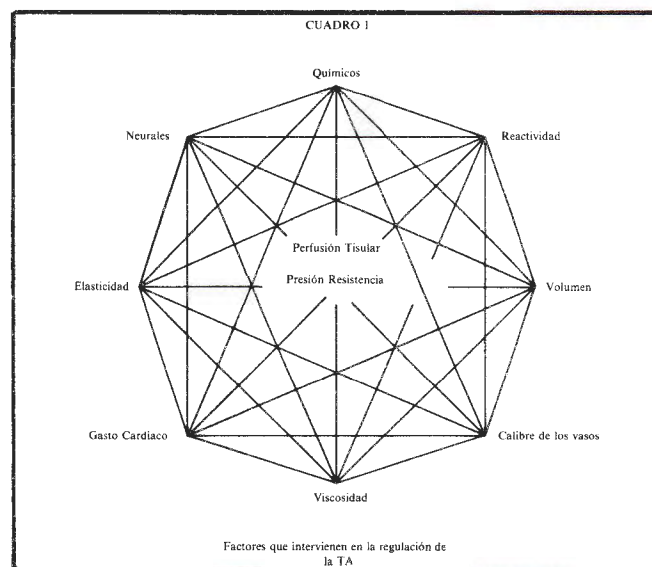 CUADRO I
Químicos
Neurales
Reactividad
Perfusión Tisular
Presión Resistencia
Elasticidad
Volumen
Gasto Cardiaco
Calibre de los vasos
Viscosidad
Factores que intervienen en la regulación de
la TA